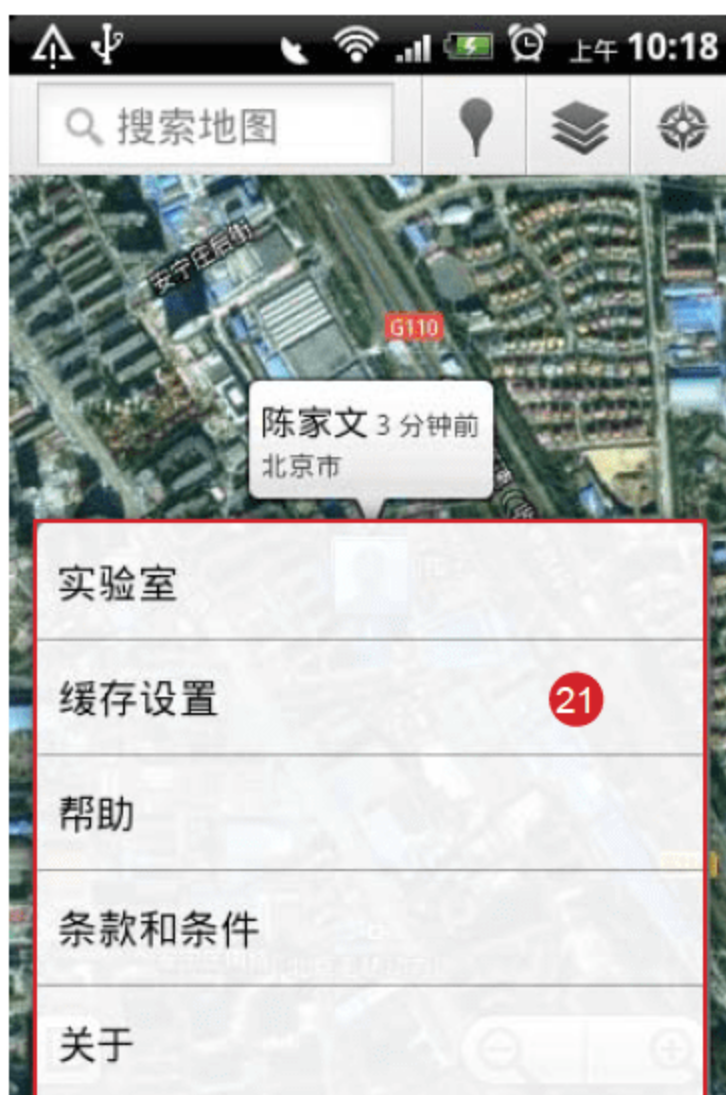 上午 10:18
搜索地图
安宁庄后街
G110
陈家文 3 分钟前
北京市
实验室
缓存设置
21
帮助
条款和条件
关于